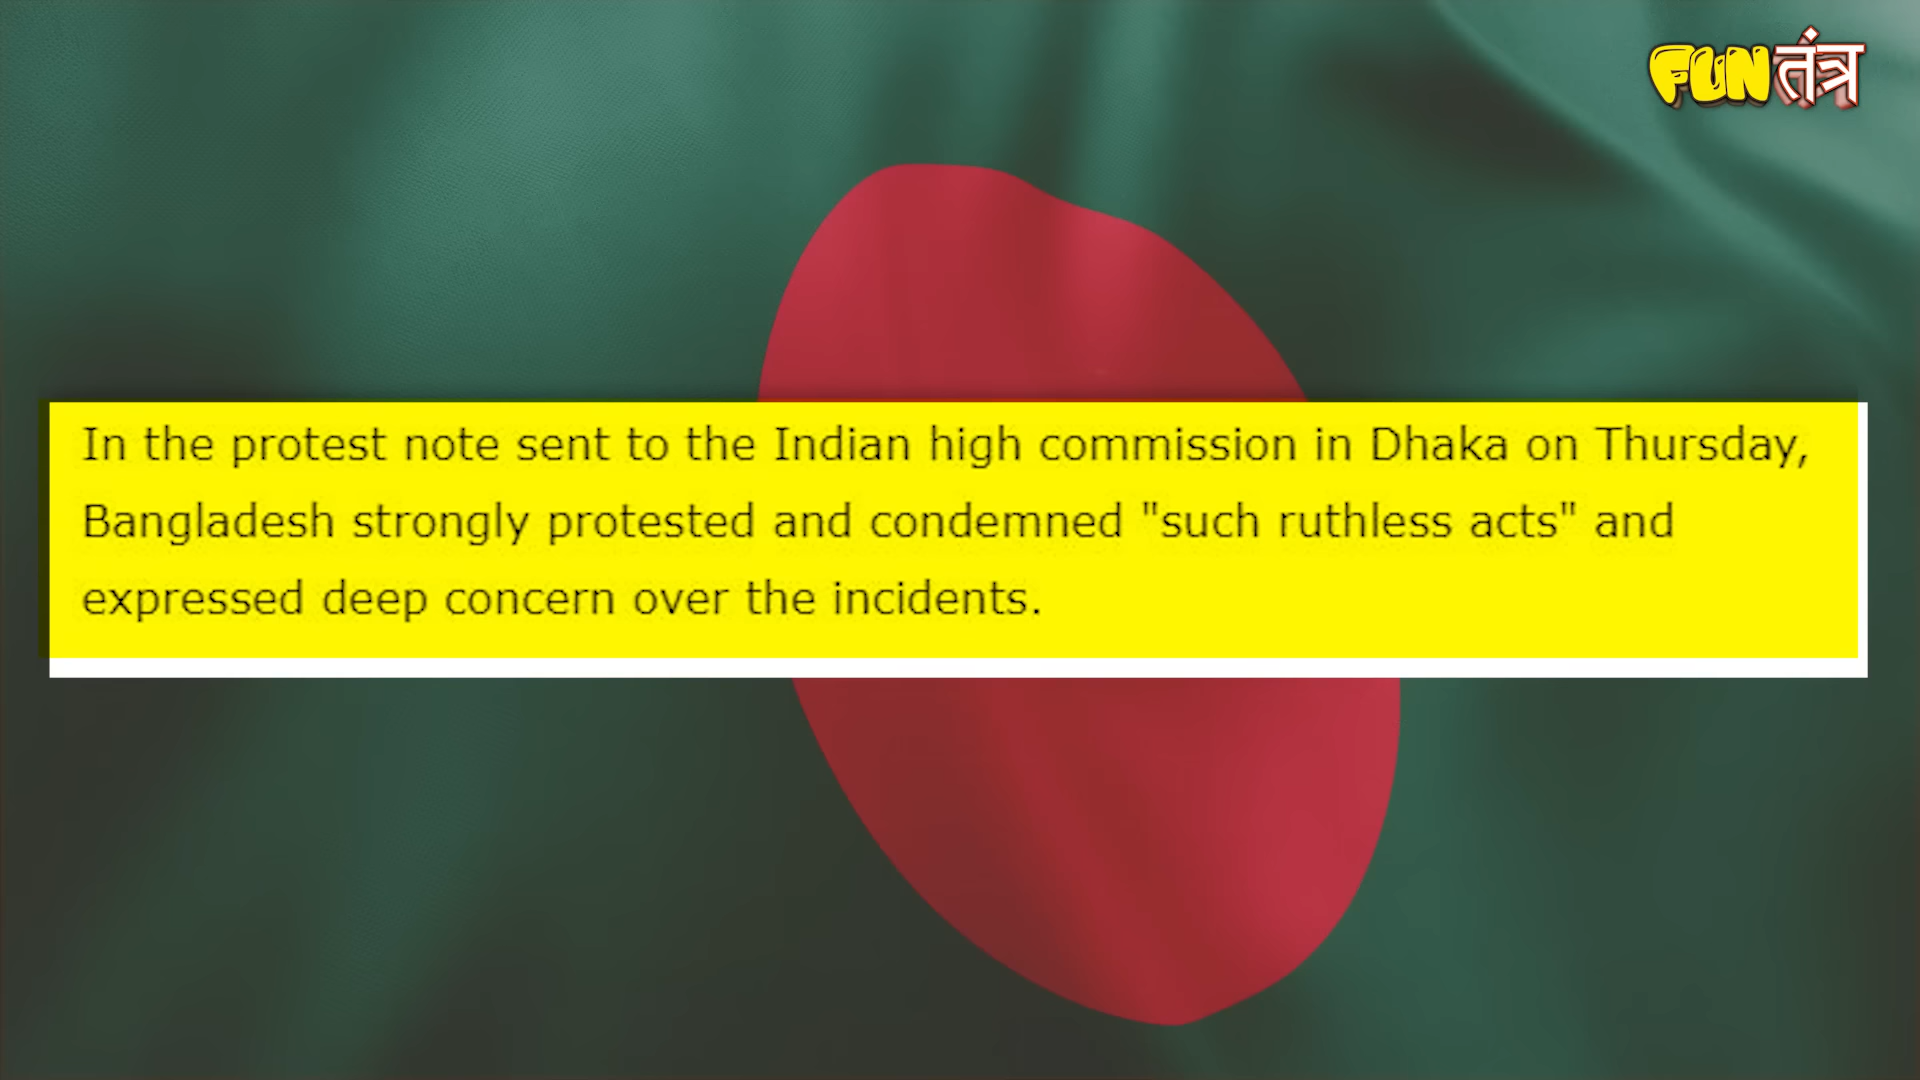 FUNतंत्र
In the protest note sent to the Indian high commission in Dhaka on Thursday,
Bangladesh strongly protested and condemned "such ruthless acts" and
expressed deep concern over the incidents.